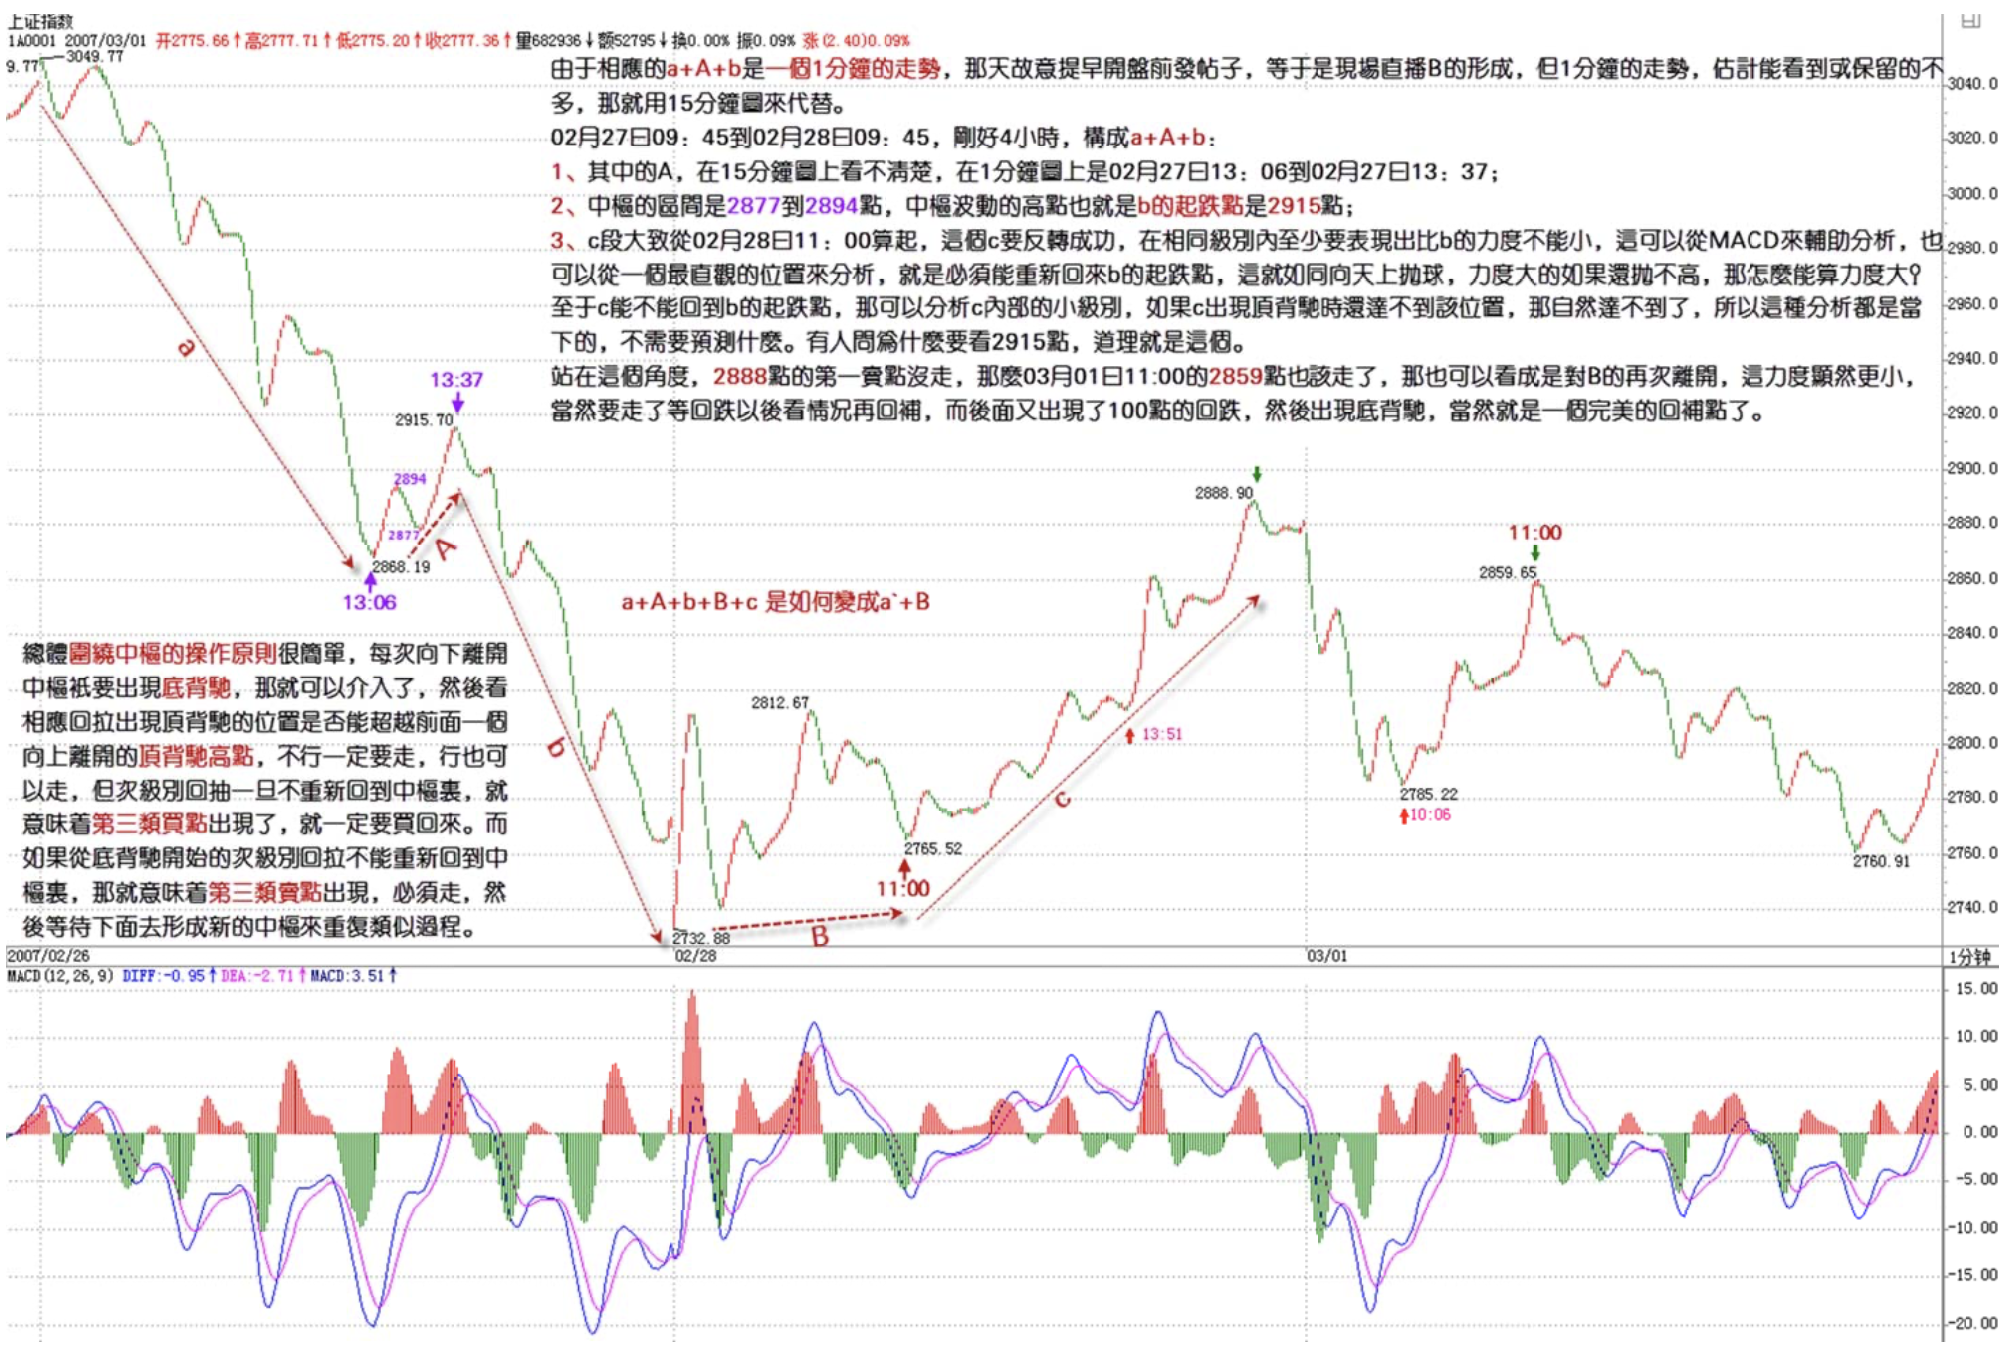 上证指数
1A0001 2007/03/01 开2775.66↑高2777.71↑低2775.20↑收2777.36↑量682936↓额52795↓换0.00% 振0.09% 涨(2.40)0.09%
9.77
3049.77
由于相應的a+A+b是一個1分鐘的走勢，那天故意提早開盤前發帖子，等于是現場直播B的形成，但1分鐘的走勢，估計能看到或保留的不
多，那就用15分鐘圖來代替。
02月27日09：45到02月28日09：45，剛好4小時，構成a+A+b：
1、其中的A，在15分鐘圖上看不清楚，在1分鐘圖上是02月27日13：06到02月27日13：37；
2、中樞的區間是2877到2894點，中樞波動的高點也就是b的起跌點是2915點；
3、c段大致從02月28日11：00算起，這個c要反轉成功，在相同級別內至少要表現出比b的力度不能小，這可以從MACD來輔助分析，也
可以從一個最直觀的位置來分析，就是必須能重新回來b的起跌點，這就如同向天上拋球，力度大的如果還拋不高，那怎麼能算力度大？
至于c能不能回到b的起跌點，那可以分析c內部的小級別，如果c出現頂背馳時還達不到該位置，那自然達不到了，所以這種分析都是當
下的，不需要預測什麼。有人問爲什麼要看2915點，道理就是這個。
站在這個角度，2888點的第一賣點沒走，那麼03月01日11:00的2859點也該走了，那也可以看成是對B的再次離開，這力度顯然更小，
當然要走了等回跌以後看情况再回補，而後面又出現了100點的回跌，然後出現底背馳，當然就是一個完美的回補點了。
3040.0
3020.0
3000.0
2980.0
2960.0
2940.0
2920.0
2900.0
2880.0
2860.0
2840.0
2820.0
2800.0
2780.0
2760.0
2740.0
a
13:37
2915.70
2894
2877
A
2868.19
13:06
2888.90
11:00
2859.65
a+A+b+B+c 是如何變成a`+B
總體圍繞中樞的操作原則很簡單，每次向下離開
中樞衹要出現底背馳，那就可以介入了，然後看
相應回拉出現頂背馳的位置是否能超越前面一個
向上離開的頂背馳高點，不行一定要走，行也可
以走，但次級別回抽一旦不重新回到中樞裏，就
意味着第三類買點出現了，就一定要買回來。而
如果從底背馳開始的次級別回拉不能重新回到中
樞裏，那就意味着第三類賣點出現，必須走，然
後等待下面去形成新的中樞來重復類似過程。
b
2812.67
13:51
c
2785.22
10:06
2765.52
11:00
2760.91
2732.88
B
2007/02/26
02/28
03/01
1分钟
MACD(12,26,9) DIFF:-0.95↑DEA:-2.71↑MACD:3.51↑
15.00
10.00
5.00
0.00
-5.00
-10.00
-15.00
-20.00